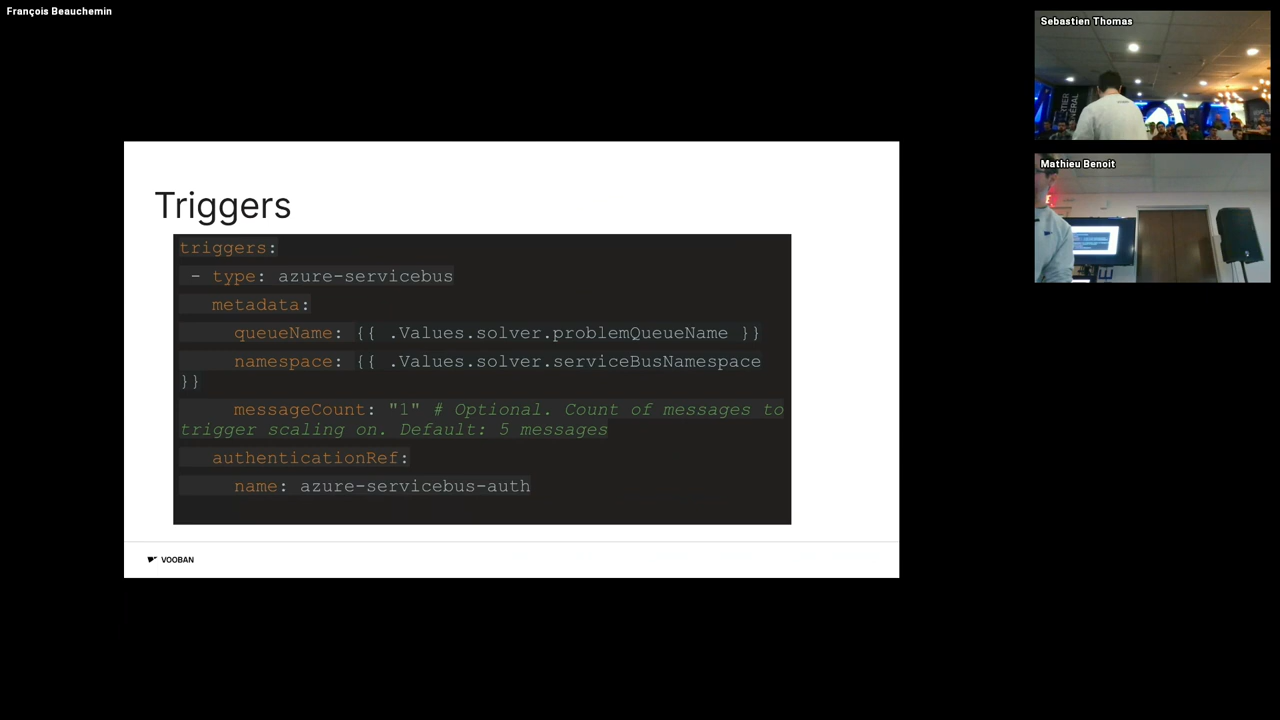 François Beauchemin
Sebastien Thomas
Mathieu Benoit
Triggers
triggers:
- type: azure-servicebus
metadata:
queueName: {{ .Values.solver.problemQueueName }}
namespace: {{ .Values.solver.serviceBusNamespace
}}
messageCount: "1" # Optional. Count of messages to
trigger scaling on. Default: 5 messages
authenticationRef:
name: azure-servicebus-auth
VOOBAN